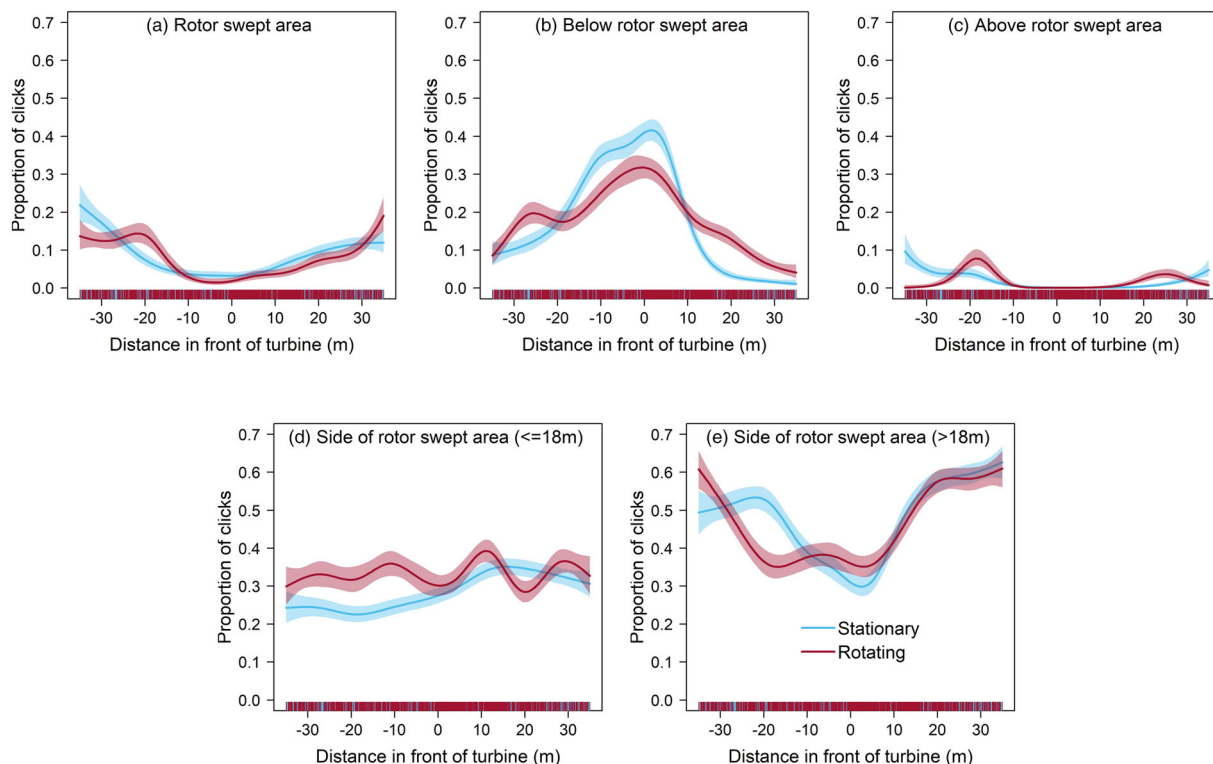 (a) Rotor swept area
Proportion of clicks
0.7
0.6
0.5
0.4
0.3
0.2
0.1
0.0
-30 -20 -10 0 10 20 30
Distance in front of turbine (m)
(b) Below rotor swept area
Proportion of clicks
0.7
0.6
0.5
0.4
0.3
0.2
0.1
0.0
-30 -20 -10 0 10 20 30
Distance in front of turbine (m)
(c) Above rotor swept area
Proportion of clicks
0.7
0.6
0.5
0.4
0.3
0.2
0.1
0.0
-30 -20 -10 0 10 20 30
Distance in front of turbine (m)
(d) Side of rotor swept area (<=18m)
Proportion of clicks
0.7
0.6
0.5
0.4
0.3
0.2
0.1
0.0
-30 -20 -10 0 10 20 30
Distance in front of turbine (m)
(e) Side of rotor swept area (>18m)
Proportion of clicks
0.7
0.6
0.5
0.4
0.3
0.2
0.1
0.0
Stationary
Rotating
-30 -20 -10 0 10 20 30
Distance in front of turbine (m)